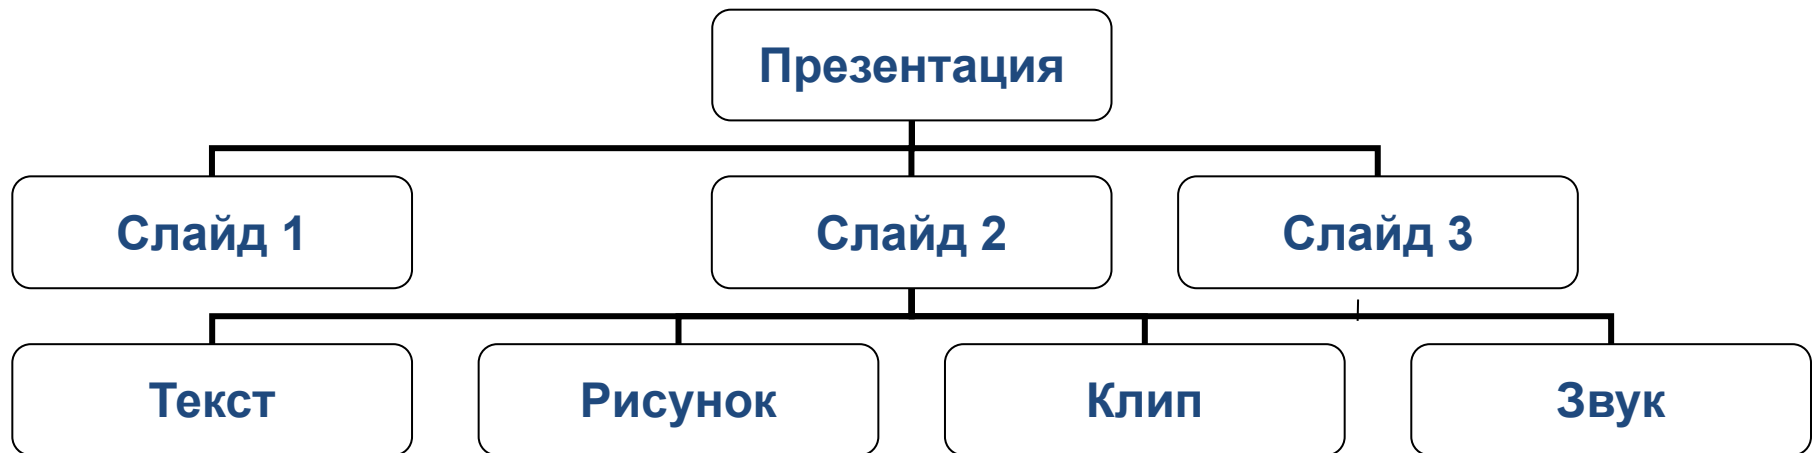 Презентация
Слайд 1
Слайд 2
Слайд 3
Текст
Рисунок
Клип
Звук